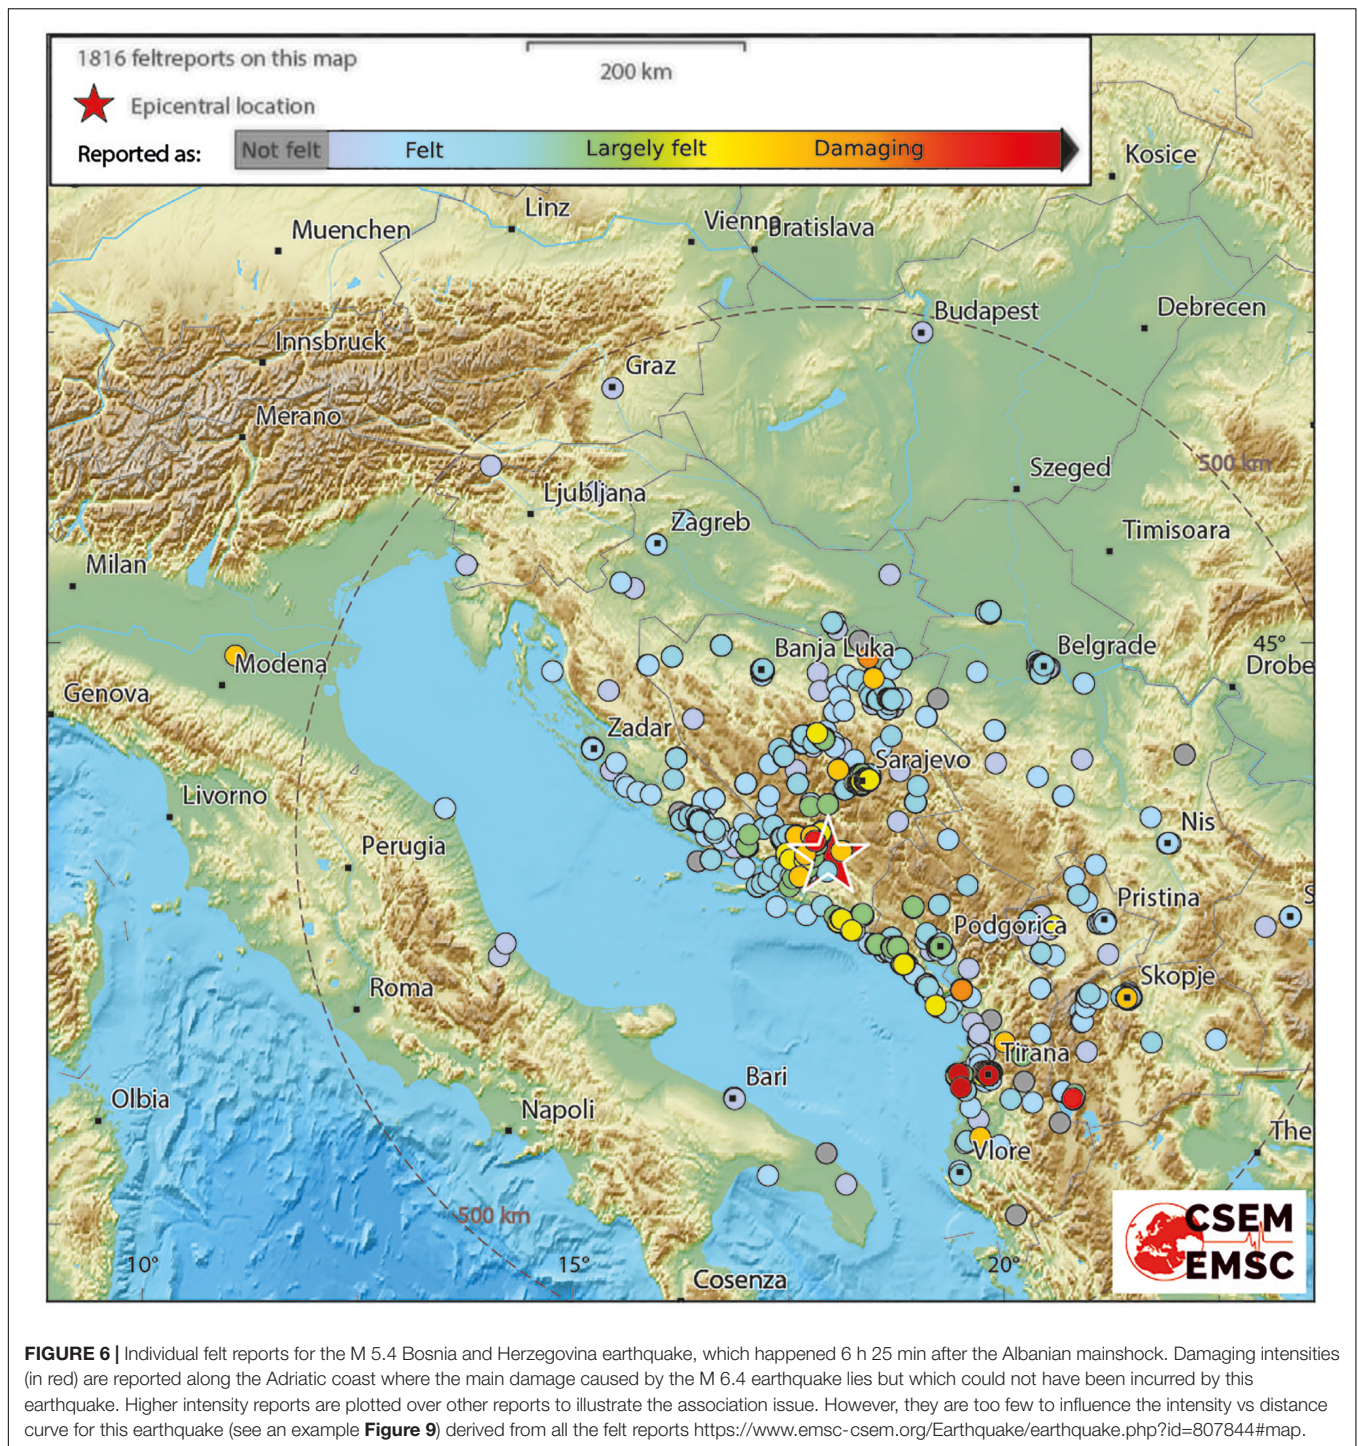 1816 feltreports on this map
200 km
Epicentral location
Reported as:
Not felt
Felt
Largely felt
Damaging
Kosice
Linz
Muenchen
Vienna
Bratislava
Budapest
Debrecen
Innsbruck
Graz
Merano
500 km
Szeged
Ljubljana
Zagreb
Timisoara
Milan
Banja Luka
Belgrade
45°
Modena
Drobe
Genova
Zadar
Sarajevo
Livorno
Nis
Perugia
Pristina
S
Podgorica
Skopje
Roma
Tirana
Bari
Olbia
Napoli
The
Vlore
500 km
CSEM
EMSC
10°
15°
20°
Cosenza
FIGURE 6 | Individual felt reports for the M 5.4 Bosnia and Herzegovina earthquake, which happened 6 h 25 min after the Albanian mainshock. Damaging intensities
(in red) are reported along the Adriatic coast where the main damage caused by the M 6.4 earthquake lies but which could not have been incurred by this
earthquake. Higher intensity reports are plotted over other reports to illustrate the association issue. However, they are too few to influence the intensity vs distance
curve for this earthquake (see an example Figure 9) derived from all the felt reports https://www.emsc-csem.org/Earthquake/earthquake.php?id=807844#map.